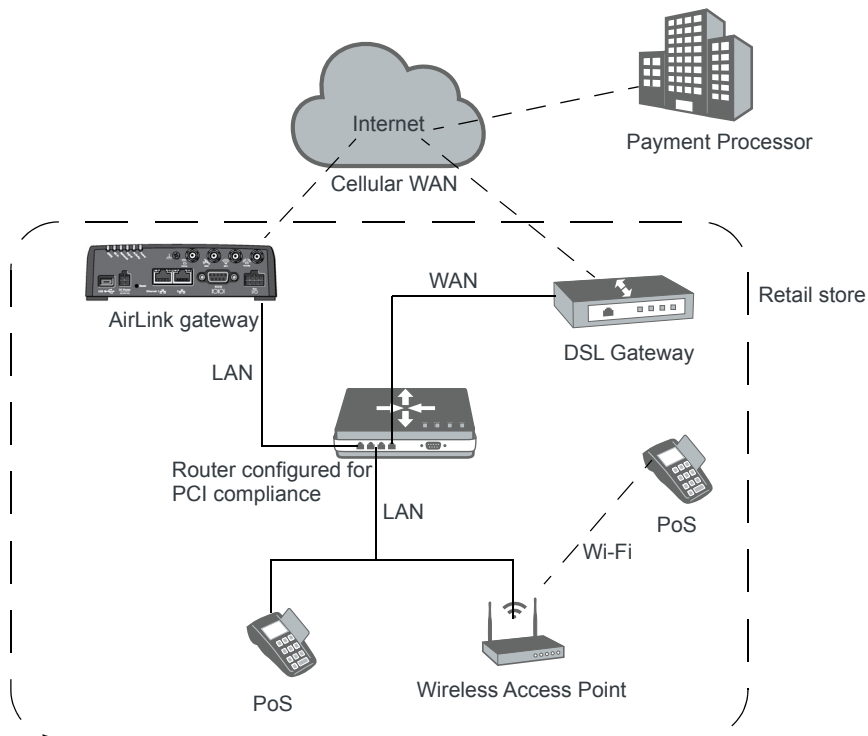 Internet
Payment Processor
Cellular WAN
WAN
Retail store
AirLink gateway
DSL Gateway
LAN
Router configured for
PCI compliance
LAN
PoS
Wi-Fi
PoS
Wireless Access Point